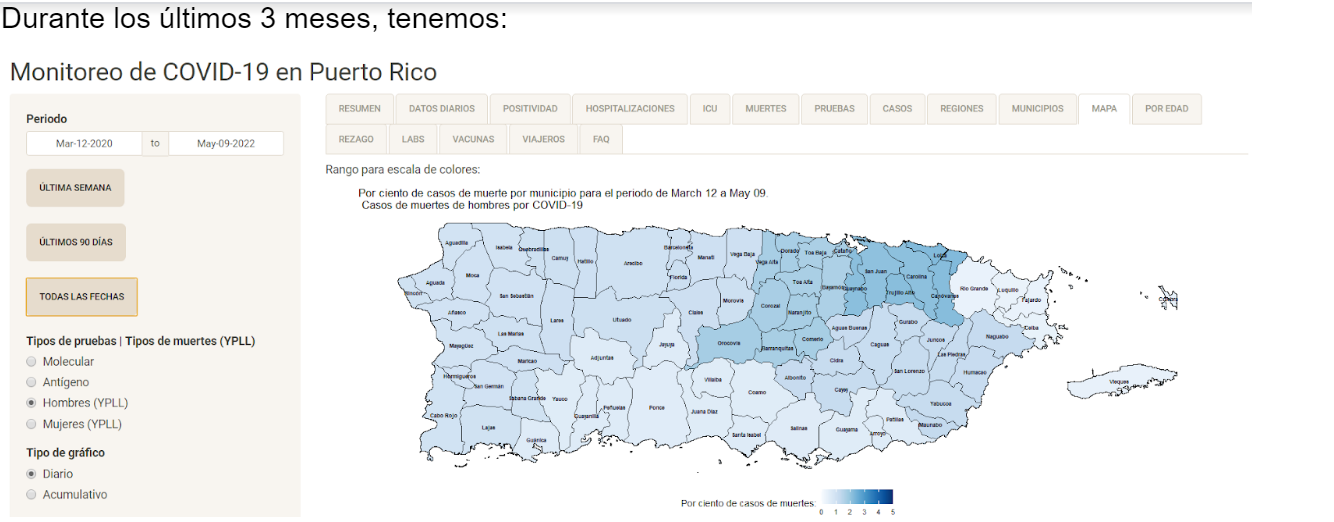 Durante los últimos 3 meses, tenemos:
Monitoreo de COVID-19 en Puerto Rico
Periodo
Mar-12-2020 to May-09-2022
ÚLTIMA SEMANA
ÚLTIMOS 90 DÍAS
TODAS LAS FECHAS
Tipos de pruebas | Tipos de muertes (YPLL)
Molecular
Antígeno
Hombres (YPLL)
Mujeres (YPLL)
Tipo de gráfico
Diario
Acumulativo
RESUMEN DATOS DIARIOS POSITIVIDAD HOSPITALIZACIONES ICU MUERTES PRUEBAS CASOS REGIONES MUNICIPIOS MAPA POR EDAD
REZAGO LABS VACUNAS VIAJEROS FAQ
Rango para escala de colores:
Por ciento de casos de muerte por municipio para el periodo de March 12 a May 09.
Casos de muertes de hombres por COVID-19
Aguadilla
Isabela
Quebradillas
Camuy
Hatillo
Arecibo
Barceloneta
Manatí
Vega Baja
Vega Alta
Dorado
Toa Baja
Cataño
San Juan
Carolina
Loíza
Moca
Aguada
Rincón
San Sebastián
Florida
Morovis
Corozal
Toa Alta
Bayamón
Guaynabo
Trujillo Alto
Canóvanas
Río Grande
Luquillo
Fajardo
Culebra
Añasco
Las Marías
Lares
Utuado
Ciales
Naranjito
Aguas Buenas
Gurabo
Ceiba
Mayagüez
Maricao
Adjuntas
Jayuya
Orocovis
Barranquitas
Comerío
Cidra
Caguas
Juncos
Naguabo
Las Piedras
Hormigueros
San Germán
Sabana Grande
Yauco
Villalba
Coamo
Aibonito
Cayey
San Lorenzo
Humacao
Vieques
Cabo Rojo
Lajas
Guánica
Guayanilla
Peñuelas
Ponce
Juana Díaz
Santa Isabel
Salinas
Guayama
Arroyo
Patillas
Yabucoa
Maunabo
Por ciento de casos de muertes:
0 1 2 3 4 5